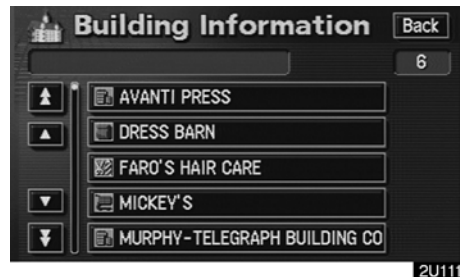 Building Information Back
6
AVANTI PRESS
DRESS BARN
FARO'S HAIR CARE
MICKEY'S
MURPHY-TELEGRAPH BUILDING CO
2U111